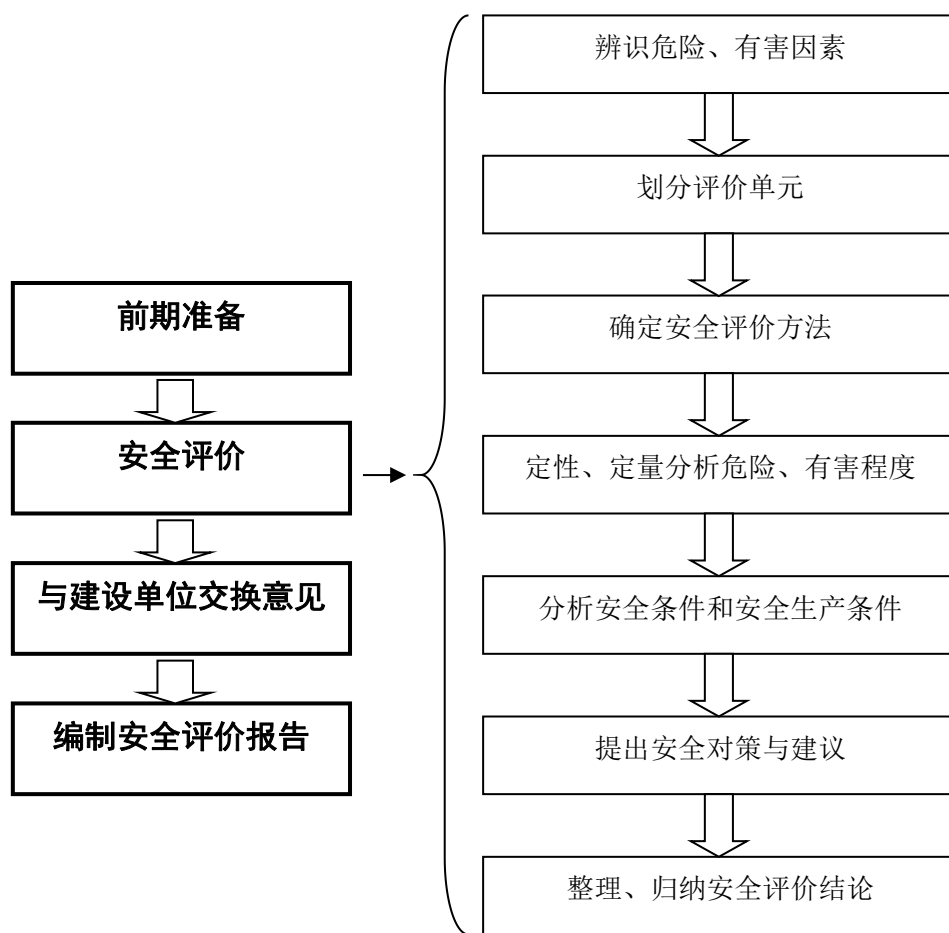 前期准备
安全评价
与建设单位交换意见
编制安全评价报告
辨识危险、有害因素
划分评价单元
确定安全评价方法
定性、定量分析危险、有害程度
分析安全条件和安全生产条件
提出安全对策与建议
整理、归纳安全评价结论